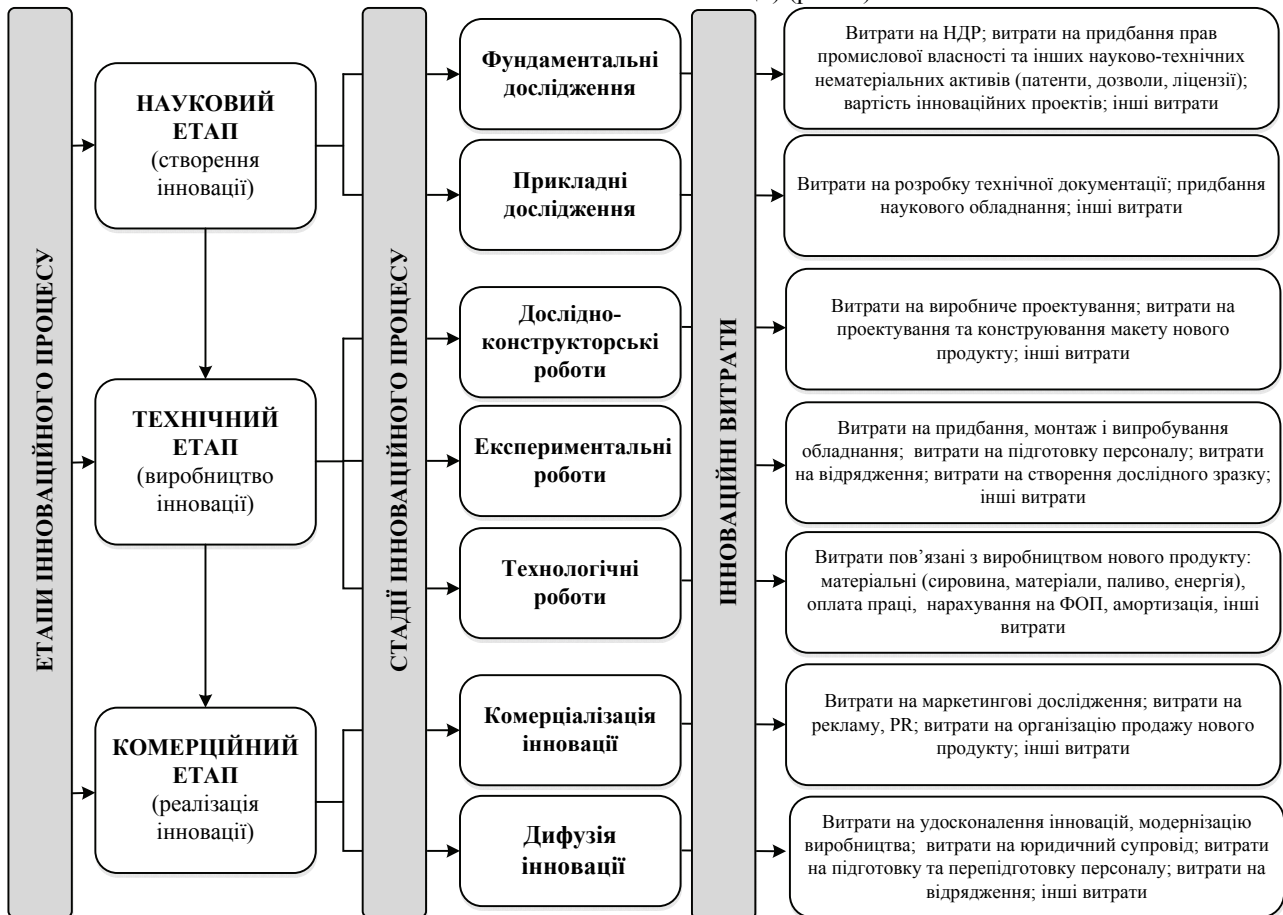 ЕТАПИ ІННОВАЦІЙНОГО ПРОЦЕСУ
НАУКОВИЙ
ЕТАП
(створення
інновації)
ТЕХНІЧНИЙ
ЕТАП
(виробництво
інновації)
КОМЕРЦІЙНИЙ
ЕТАП
(реалізація
інновації)
СТАДІЇ ІННОВАЦІЙНОГО ПРОЦЕСУ
Фундаментальні
дослідження
Прикладні
дослідження
Дослідно-
конструкторські
роботи
Експериментальні
роботи
Технологічні
роботи
Комерціалізація
інновації
Дифузія
інновації
ІННОВАЦІЙНІ ВИТРАТИ
Витрати на НДР; витрати на придбання прав
промислової власності та інших науково-технічних
нематеріальних активів (патенти, дозволи, ліцензії);
вартість інноваційних проектів; інші витрати
Витрати на розробку технічної документації; придбання
наукового обладнання; інші витрати
Витрати на виробниче проектування; витрати на
проектування та конструювання макету нового
продукту; інші витрати
Витрати на придбання, монтаж і випробування
обладнання; витрати на підготовку персоналу; витрати
на відрядження; витрати на створення дослідного зразку;
інші витрати
Витрати пов’язані з виробництвом нового продукту:
матеріальні (сировина, матеріали, паливо, енергія),
оплата праці, нарахування на ФОП, амортизація, інші
витрати
Витрати на маркетингові дослідження; витрати на
рекламу, PR; витрати на організацію продажу нового
продукту; інші витрати
Витрати на удосконалення інновацій, модернізацію
виробництва; витрати на юридичний супровід; витрати
на підготовку та перепідготовку персоналу; витрати на
відрядження; інші витрати